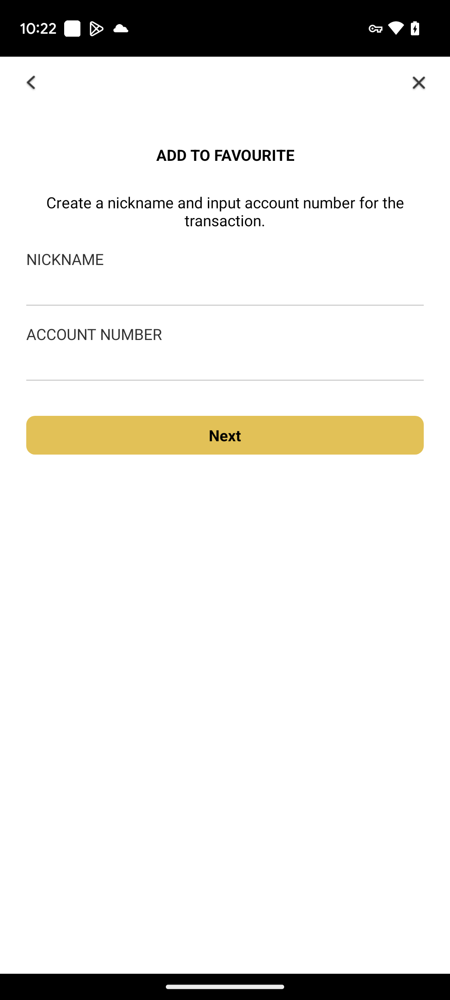 10:22
ADD TO FAVOURITE
Create a nickname and input account number for the
transaction.
NICKNAME
ACCOUNT NUMBER
Next